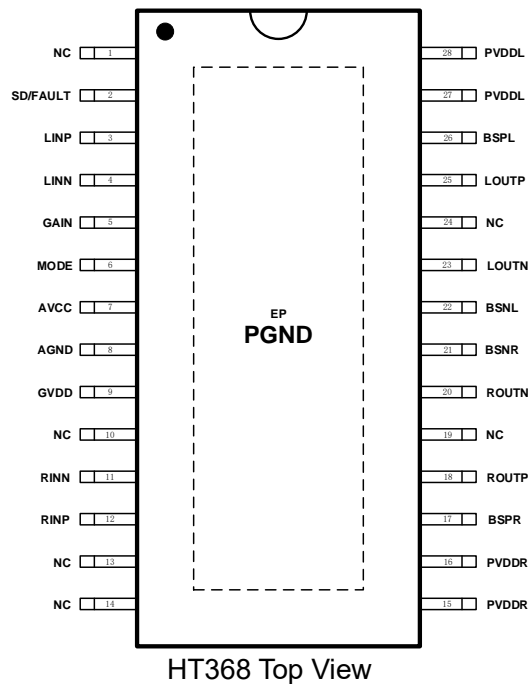 NC 1 28 PVDDL
SD/FAULT 2 27 PVDDL
LINP 3 26 BSPL
LINN 4 25 LOUTP
GAIN 5 24 NC
MODE 6 23 LOUTN
AVCC 7 22 BSNL
EP
PGND
AGND 8 21 BSNR
GVDD 9 20 ROUTN
NC 10 19 NC
RINN 11 18 ROUTP
RINP 12 17 BSPR
NC 13 16 PVDDR
NC 14 15 PVDDR
HT368 Top View